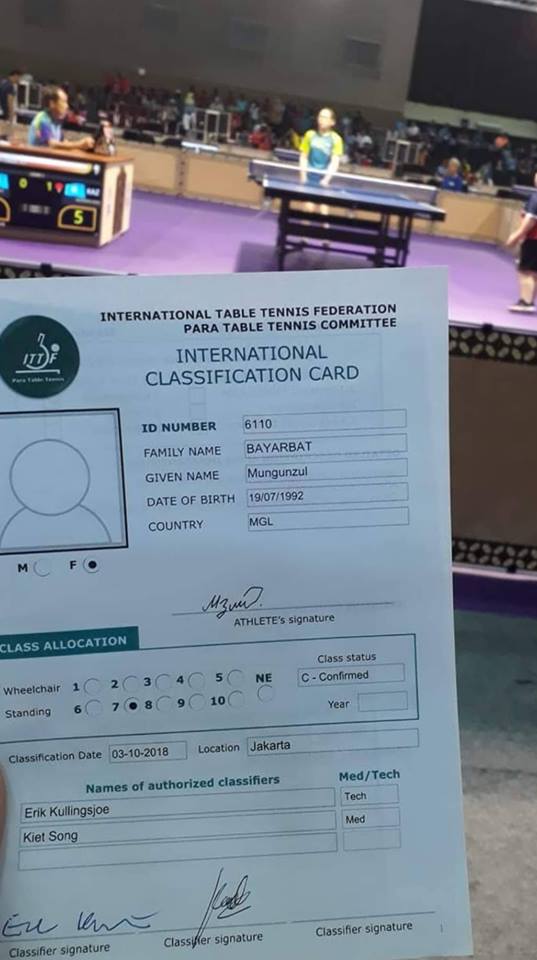 0 1 KAZ
5
INTERNATIONAL TABLE TENNIS FEDERATION
PARA TABLE TENNIS COMMITTEE
ITTF
Para Table Tennis
INTERNATIONAL
CLASSIFICATION CARD
ID NUMBER 6110
FAMILY NAME BAYARBAT
GIVEN NAME Mungunzul
DATE OF BIRTH 19/07/1992
COUNTRY MGL
M F
ATHLETE's signature
CLASS ALLOCATION
Class status
Wheelchair 1 2 3 4 5 NE C - Confirmed
Standing 6 7 8 9 10 Year
Classification Date 03-10-2018 Location Jakarta
Names of authorized classifiers Med/Tech
Erik Kullingsjoe Tech
Kiet Song Med
Classifier signature Classifier signature Classifier signature